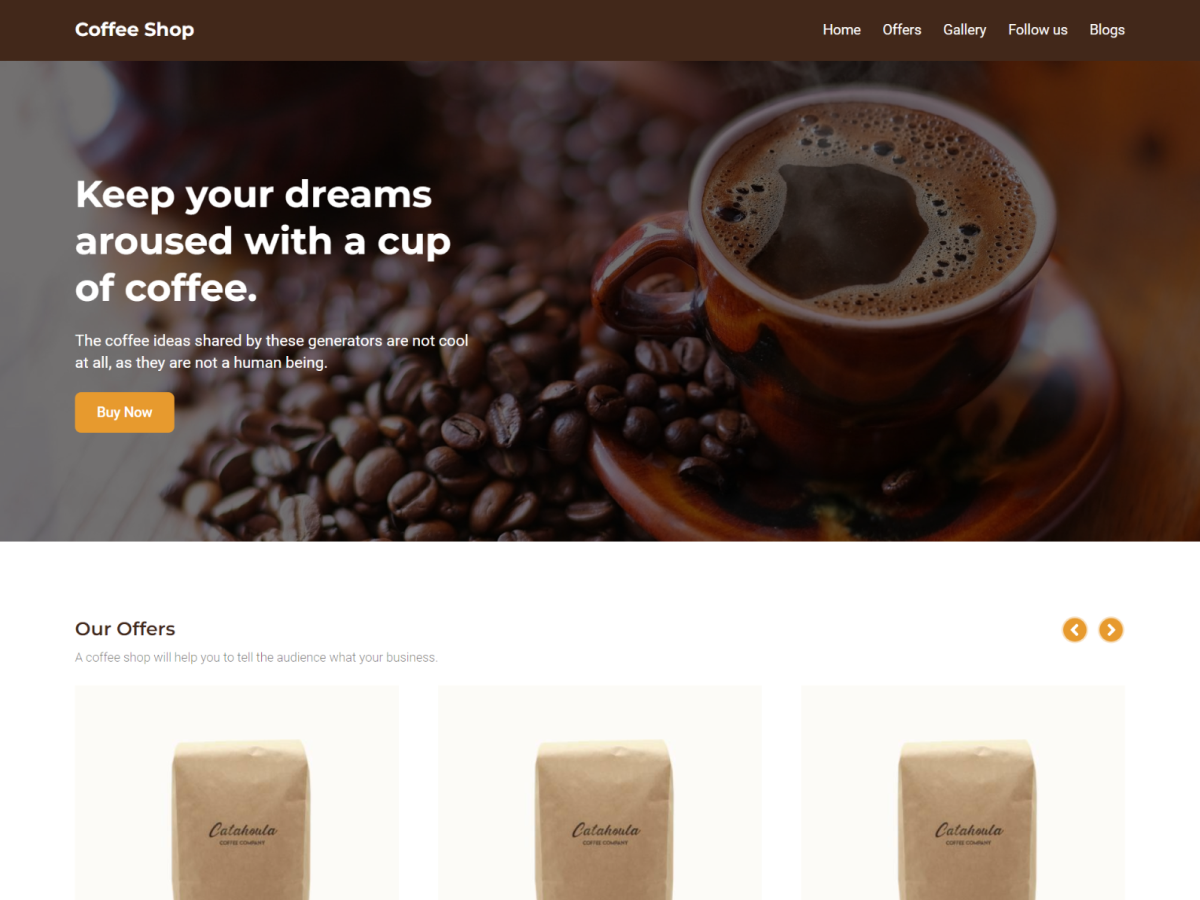 Coffee Shop
Home Offers Gallery Follow us Blogs
Keep your dreams
aroused with a cup
of coffee.
The coffee ideas shared by these generators are not cool
at all, as they are not a human being.
Buy Now
Our Offers
A coffee shop will help you to tell the audience what your business.
Catahoula
COFFEE COMPANY
Catahoula
COFFEE COMPANY
Catahoula
COFFEE COMPANY